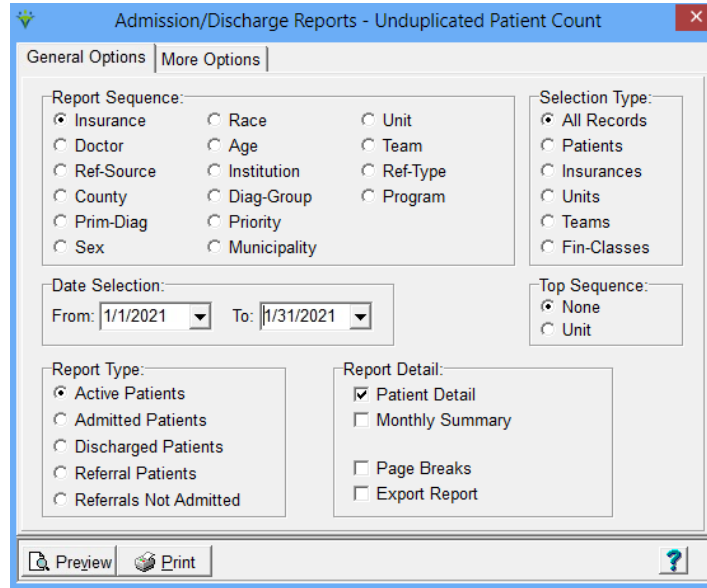 Admission/Discharge Reports - Unduplicated Patient Count
General Options
More Options
Report Sequence:
Insurance
Race
Unit
Doctor
Age
Team
Ref-Source
Institution
Ref-Type
County
Diag-Group
Program
Prim-Diag
Priority
Sex
Municipality
Selection Type:
All Records
Patients
Insurances
Units
Teams
Fin-Classes
Date Selection:
From: 1/1/2021 To: 1/31/2021
Top Sequence:
None
Unit
Report Type:
Active Patients
Admitted Patients
Discharged Patients
Referral Patients
Referrals Not Admitted
Report Detail:
Patient Detail
Monthly Summary
Page Breaks
Export Report
Preview
Print
?